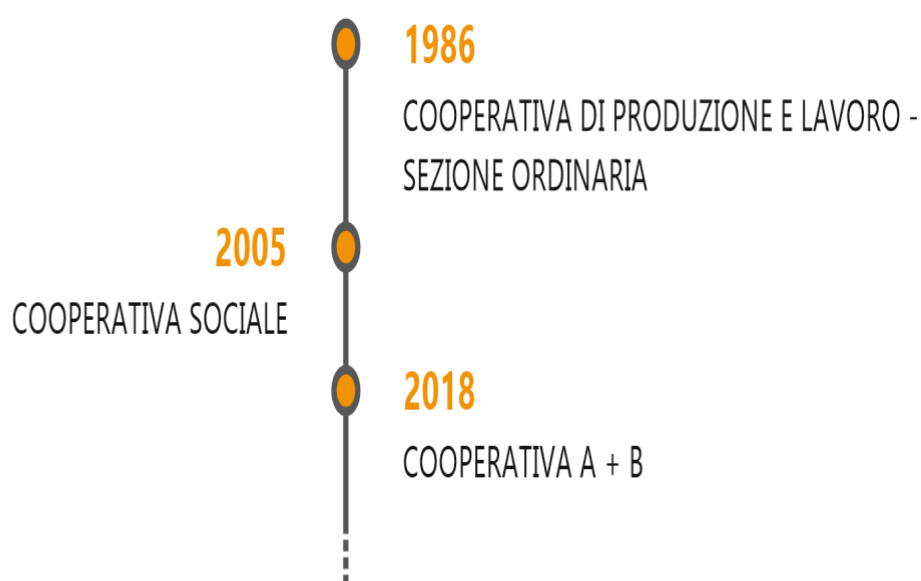 1986
COOPERATIVA DI PRODUZIONE E LAVORO -
SEZIONE ORDINARIA
2005
COOPERATIVA SOCIALE
2018
COOPERATIVA A + B